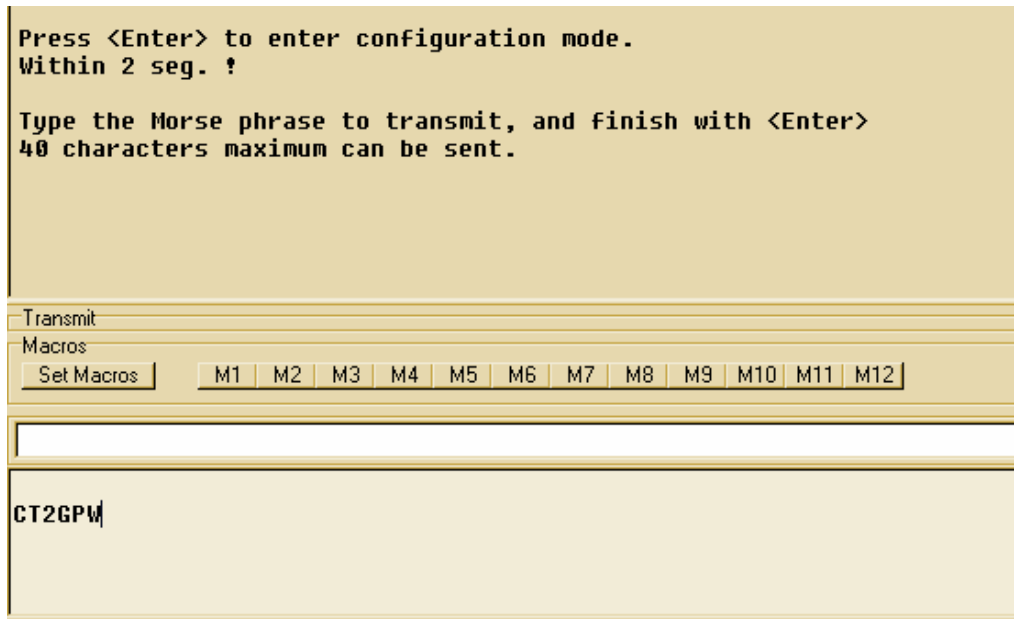 Press <Enter> to enter configuration mode.
Within 2 seg. !
Type the Morse phrase to transmit, and finish with <Enter>
40 characters maximum can be sent.
Transmit
Macros
Set Macros M1 M2 M3 M4 M5 M6 M7 M8 M9 M10 M11 M12
CT2GPW